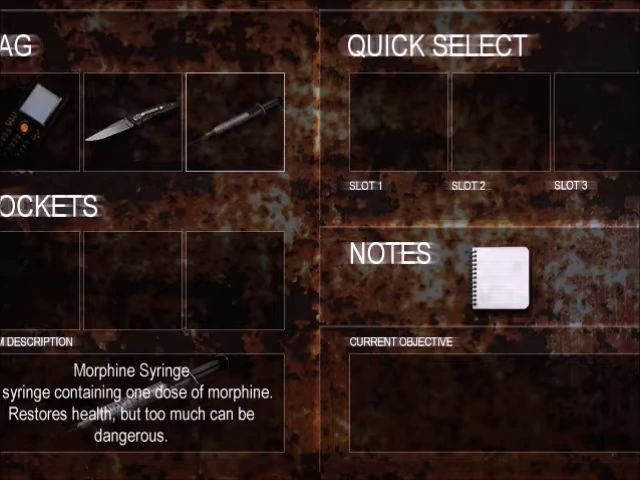 AG
QUICK SELECT
SLOT 1
SLOT 2
SLOT 3
OCKETS
NOTES
M DESCRIPTION
CURRENT OBJECTIVE
Morphine Syringe
syringe containing one dose of morphine.
Restores health, but too much can be
dangerous.